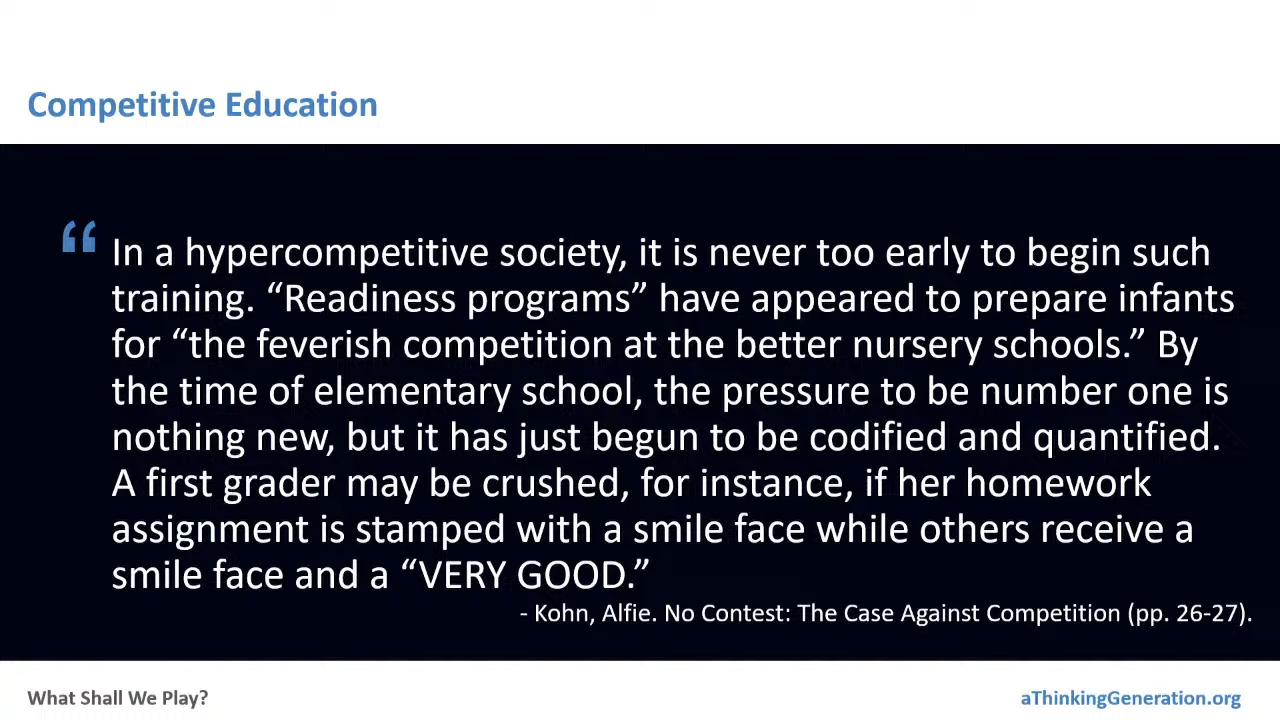 Competitive Education
“ In a hypercompetitive society, it is never too early to begin such
training. “Readiness programs” have appeared to prepare infants
for “the feverish competition at the better nursery schools.” By
the time of elementary school, the pressure to be number one is
nothing new, but it has just begun to be codified and quantified.
A first grader may be crushed, for instance, if her homework
assignment is stamped with a smile face while others receive a
smile face and a “VERY GOOD.”
- Kohn, Alfie. No Contest: The Case Against Competition (pp. 26-27).
What Shall We Play?
aThinkingGeneration.org